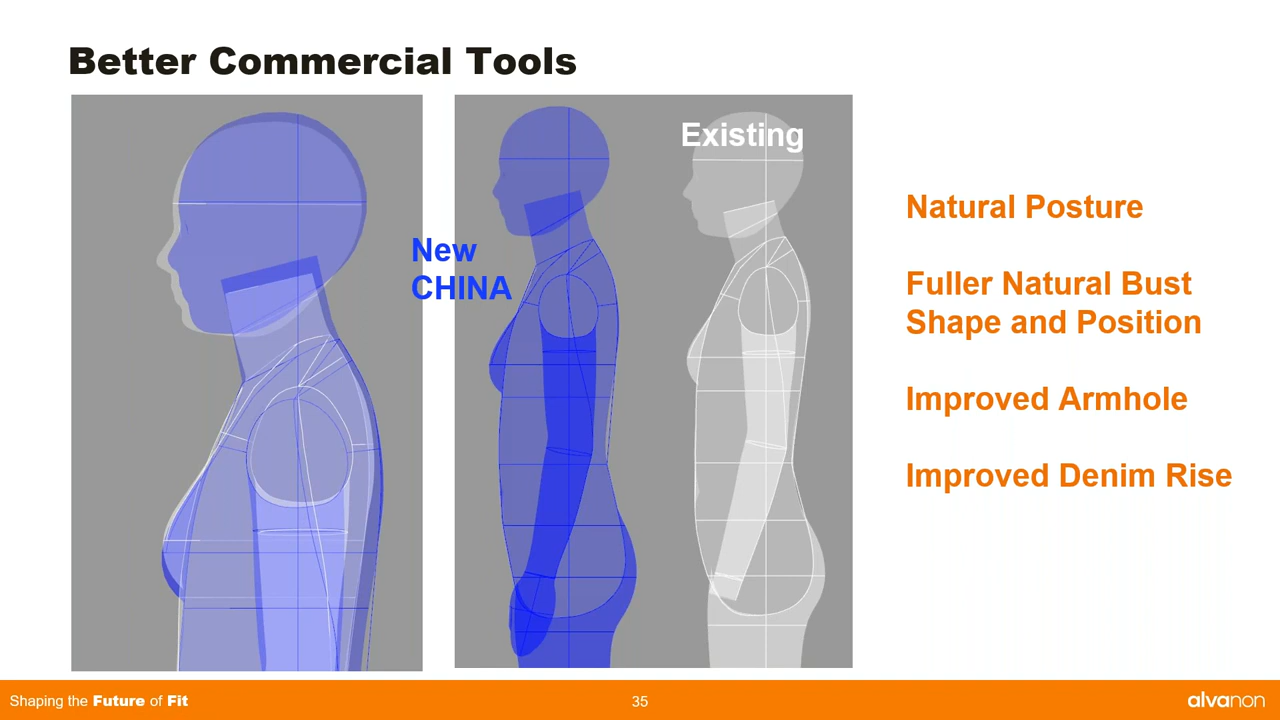 Better Commercial Tools
New
CHINA
Existing
Natural Posture
Fuller Natural Bust
Shape and Position
Improved Armhole
Improved Denim Rise
Shaping the Future of Fit
35
alvanon